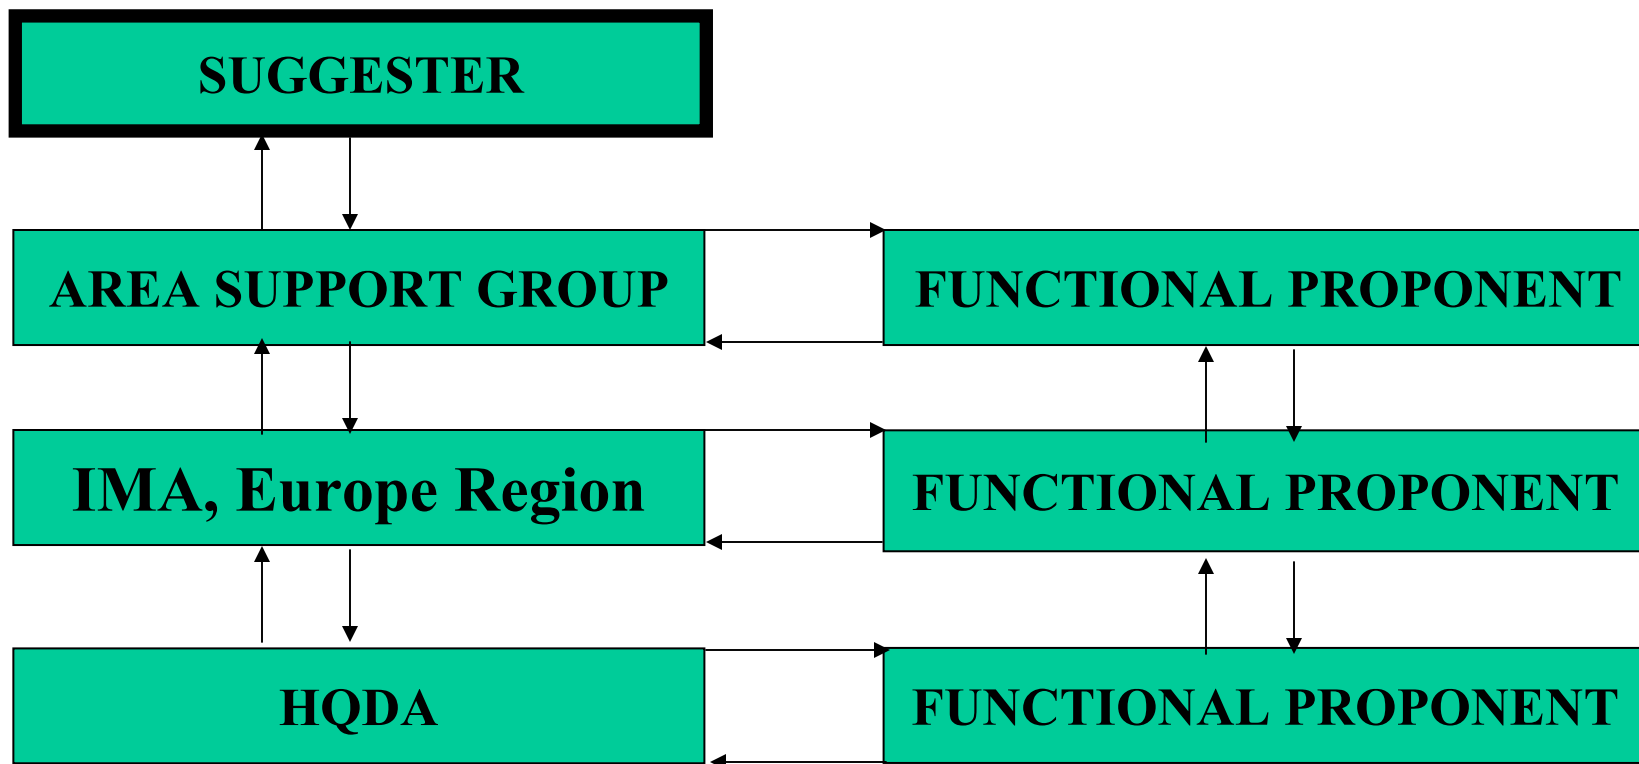 SUGGESTER
AREA SUPPORT GROUP
FUNCTIONAL PROPONENT
IMA, Europe Region
FUNCTIONAL PROPONENT
HQDA
FUNCTIONAL PROPONENT